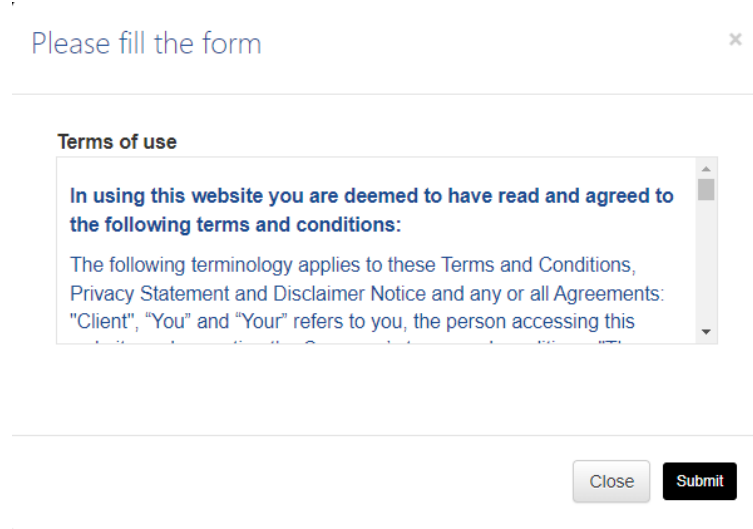 Please fill the form
×
Terms of use
In using this website you are deemed to have read and agreed to
the following terms and conditions:
The following terminology applies to these Terms and Conditions,
Privacy Statement and Disclaimer Notice and any or all Agreements:
"Client", “You” and “Your” refers to you, the person accessing this
Close
Submit